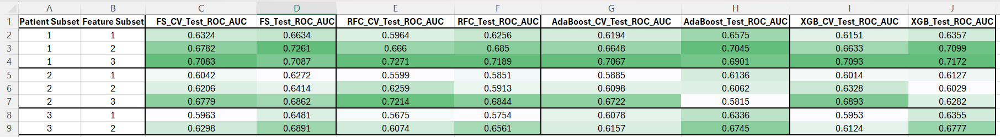 A B C D E F G H I J
1 Patient Subset Feature Subset FS_CV_Test_ROC_AUC FS_Test_ROC_AUC RFC_CV_Test_ROC_AUC RFC_Test_ROC_AUC AdaBoost_CV_Test_ROC_AUC AdaBoost_Test_ROC_AUC XGB_CV_Test_ROC_AUC XGB_Test_ROC_AUC
2 1 1 0.6324 0.6634 0.5964 0.6256 0.6194 0.6575 0.6151 0.6357
3 1 2 0.6782 0.7261 0.666 0.685 0.6648 0.7045 0.6633 0.7099
4 1 3 0.7083 0.7087 0.7271 0.7189 0.7067 0.6901 0.7093 0.7172
5 2 1 0.6042 0.6272 0.5599 0.5851 0.5885 0.6136 0.6014 0.6127
6 2 2 0.6206 0.6414 0.6259 0.5913 0.6098 0.6062 0.6328 0.6029
7 2 3 0.6779 0.6862 0.7214 0.6844 0.6722 0.5815 0.6893 0.6282
8 3 1 0.5963 0.6481 0.5675 0.5754 0.6078 0.6336 0.5953 0.6355
9 3 2 0.6298 0.6891 0.6074 0.6561 0.6157 0.6745 0.6124 0.6777